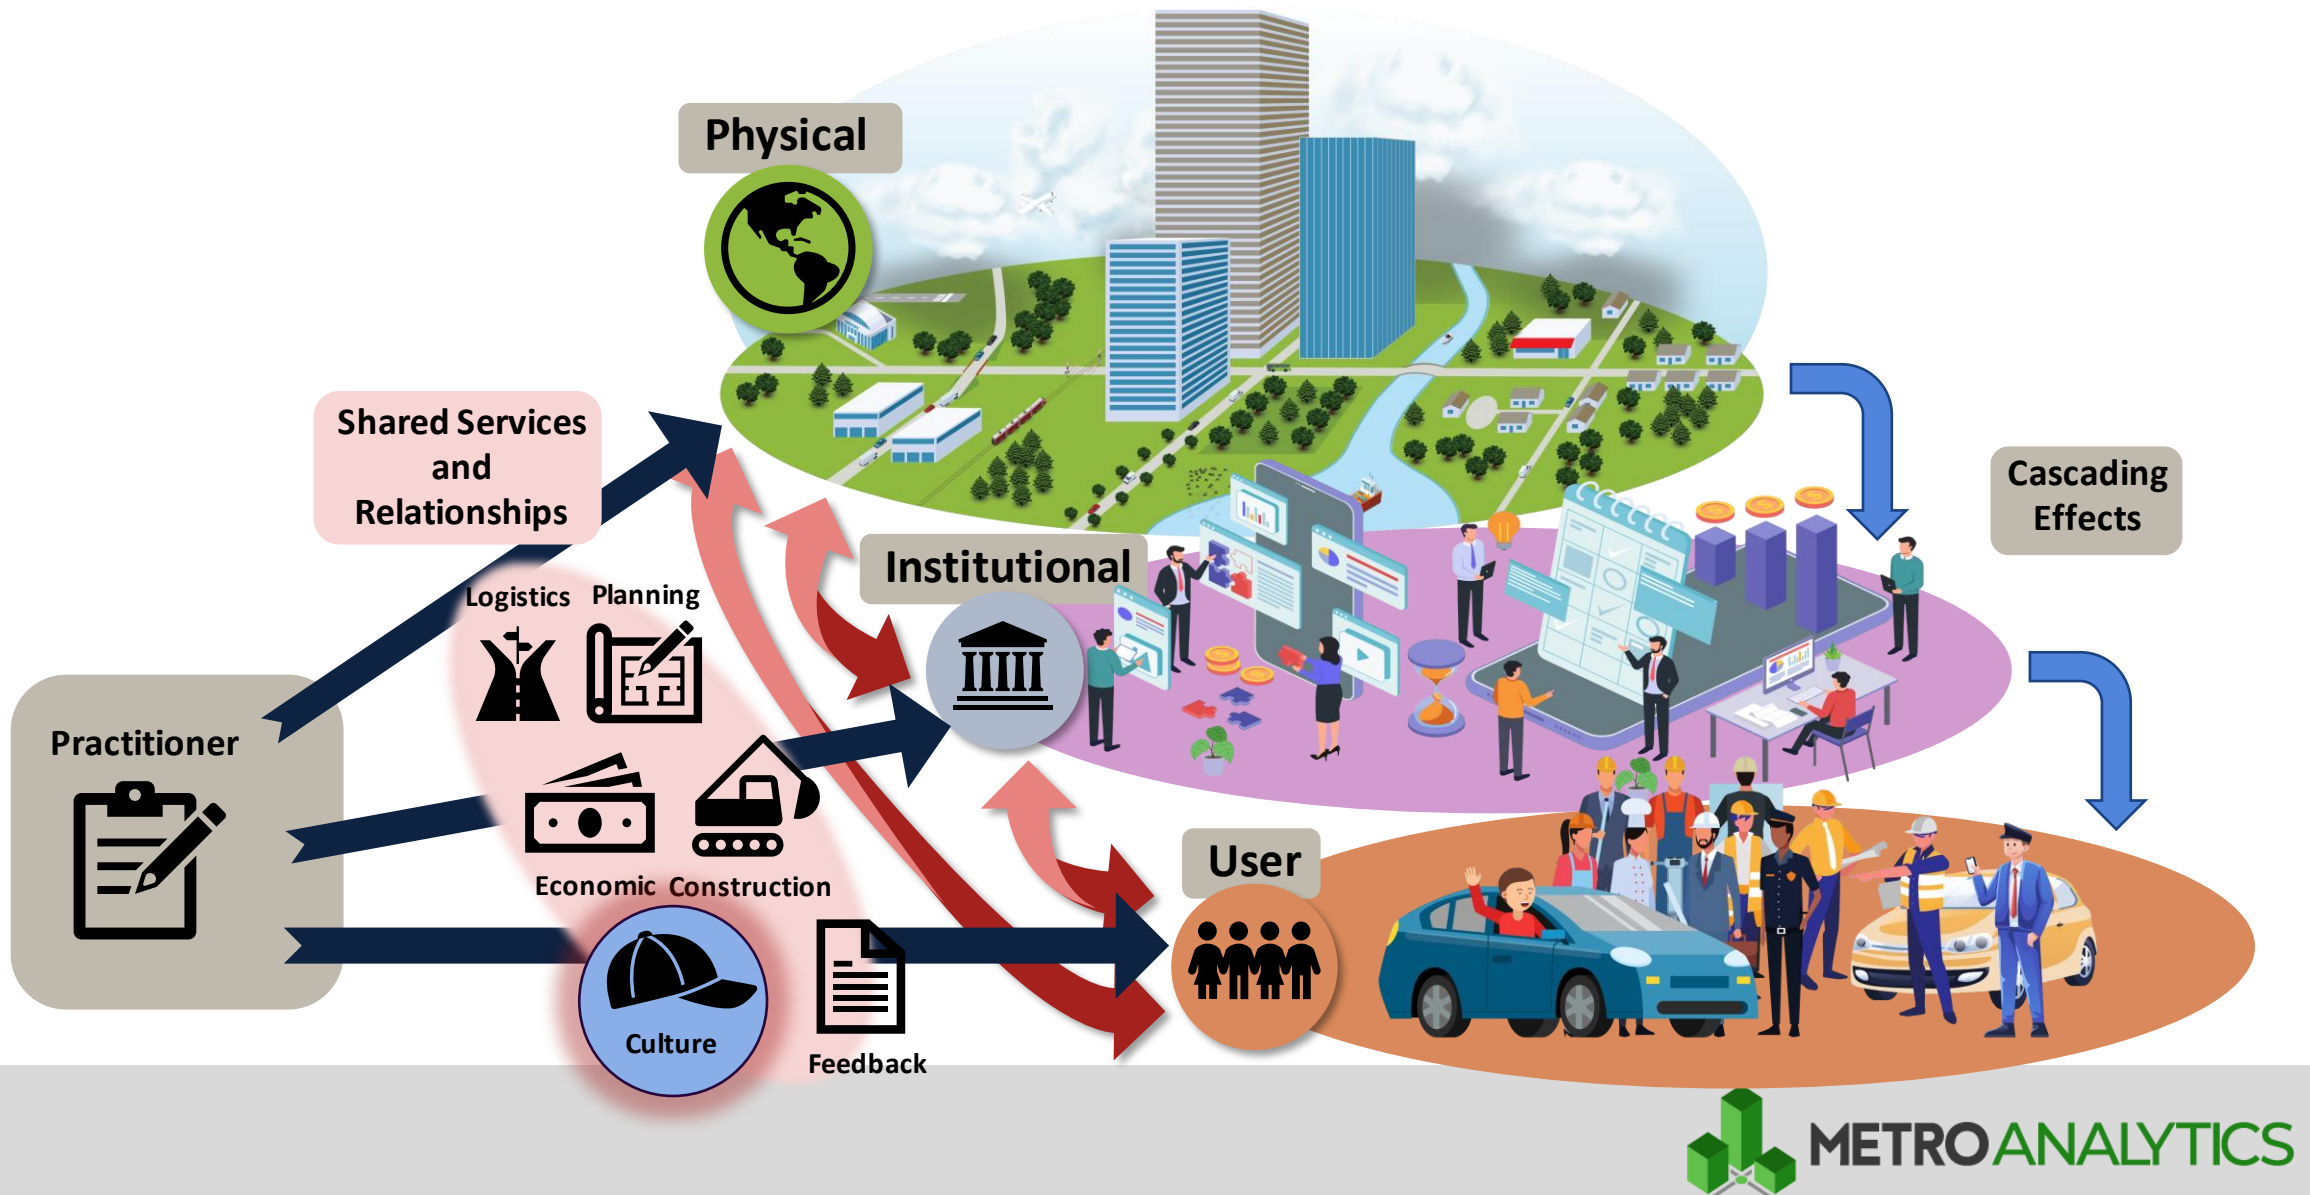 Physical
Shared Services
and
Relationships
Cascading
Effects
Institutional
Logistics
Planning
Practitioner
User
Economic
Construction
Culture
Feedback
METROANALYTICS